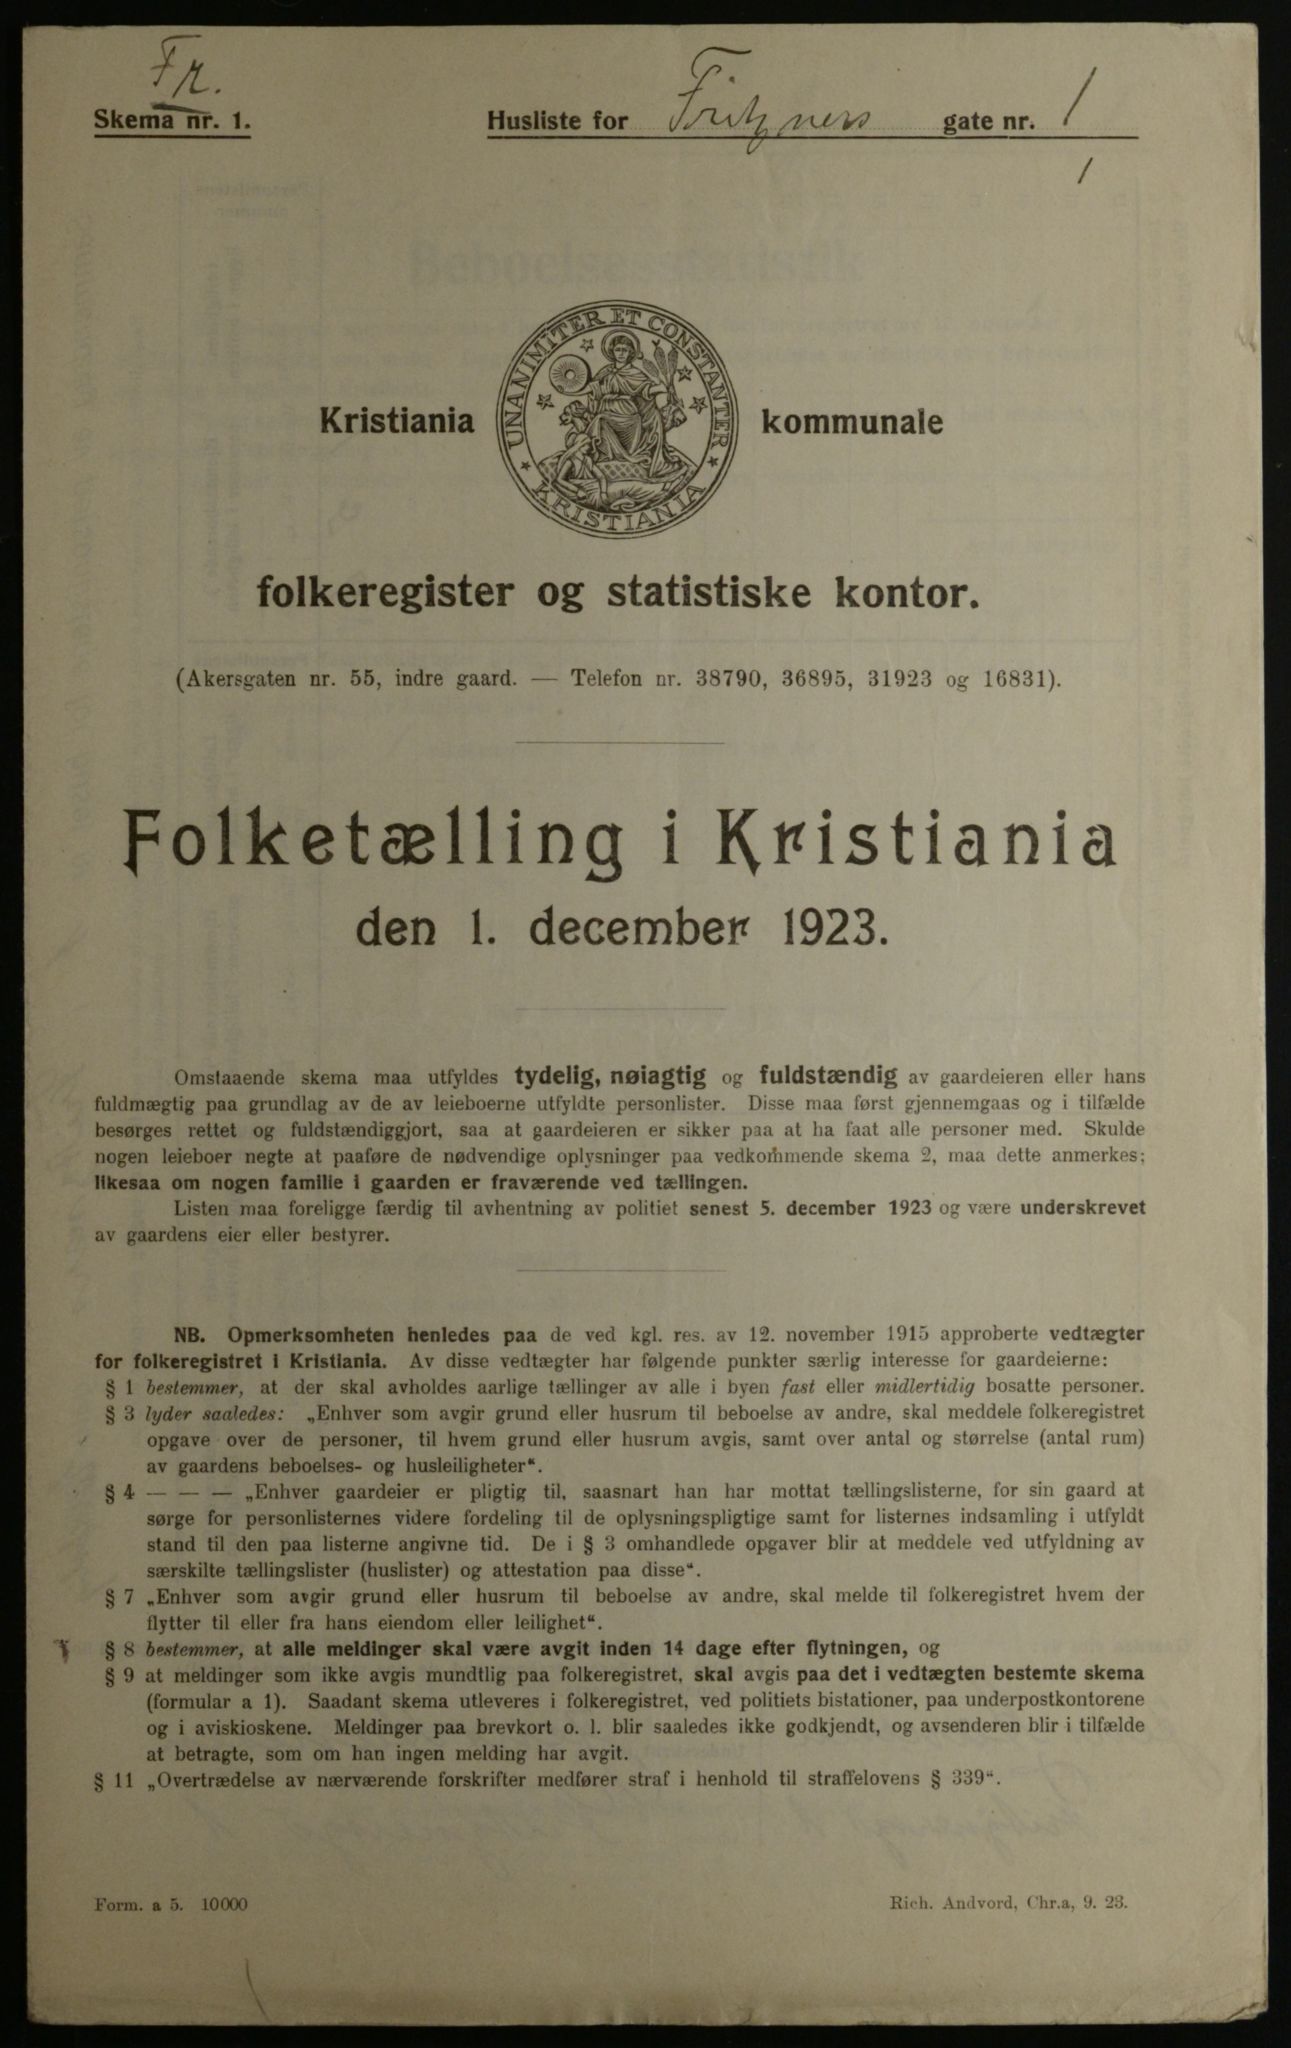 Fr.
Skema nr. 1. Husliste for Fritzners gate nr. 1
1
UNANIMITER ET CONSTANTER
KRISTIANIA
Kristiania kommunale
folkeregister og statistiske kontor.
(Akersgaten nr. 55, indre gaard. — Telefon nr. 38790, 36895, 31923 og 16831).
Folketælling i Kristiania
den 1. december 1923.
Omstaaende skema maa utfyldes tydelig, nøiagtig og fuldstændig av gaardeieren eller hans
fuldmægtig paa grundlag av de av leieboerne utfyldte personlister. Disse maa først gjennemgaas og i tilfælde
besørges rettet og fuldstændiggjort, saa at gaardeieren er sikker paa at ha faat alle personer med. Skulde
nogen leieboer negte at paaføre de nødvendige oplysninger paa vedkommende skema 2, maa dette anmerkes;
likesaa om nogen familie i gaarden er fraværende ved tællingen.
Listen maa foreligge færdig til avhentning av politiet senest 5. december 1923 og være underskrevet
av gaardens eier eller bestyrer.
NB. Opmerksomheten henledes paa de ved kgl. res. av 12. november 1915 approberte vedtægter
for folkeregistret i Kristiania. Av disse vedtægter har følgende punkter særlig interesse for gaardeierne:
§ 1 bestemmer, at der skal avholdes aarlige tællinger av alle i byen fast eller midlertidig bosatte personer.
§ 3 lyder saaledes: „Enhver som avgir grund eller husrum til beboelse av andre, skal meddele folkeregistret
opgave over de personer, til hvem grund eller husrum avgis, samt over antal og størrelse (antal rum)
av gaardens beboelses- og husleiligheter“.
§ 4 — — — „Enhver gaardeier er pligtig til, saasnart han har mottat tællingslisterne, for sin gaard at
sørge for personlisternes videre fordeling til de oplysningspligtige samt for listernes indsamling i utfyldt
stand til den paa listerne angivne tid. De i § 3 omhandlede opgaver blir at meddele ved utfyldning av
særskilte tællingslister (huslister) og attestation paa disse“.
§ 7 „Enhver som avgir grund eller husrum til beboelse av andre, skal melde til folkeregistret hvem der
flytter til eller fra hans eiendom eller leilighet“.
§ 8 bestemmer, at alle meldinger skal være avgit inden 14 dage efter flytningen, og
§ 9 at meldinger som ikke avgis mundtlig paa folkeregistret, skal avgis paa det i vedtægten bestemte skema
(formular a 1). Saadant skema utleveres i folkeregistret, ved politiets bistationer, paa underpostkontorene
og i aviskioskene. Meldinger paa brevkort o. l. blir saaledes ikke godkjendt, og avsenderen blir i tilfælde
at betragte, som om han ingen melding har avgit.
§ 11 „Overtrædelse av nærværende forskrifter medfører straf i henhold til straffelovens § 339“.
Form. a 5. 10000 Rich. Andvord, Chr.a, 9. 23.